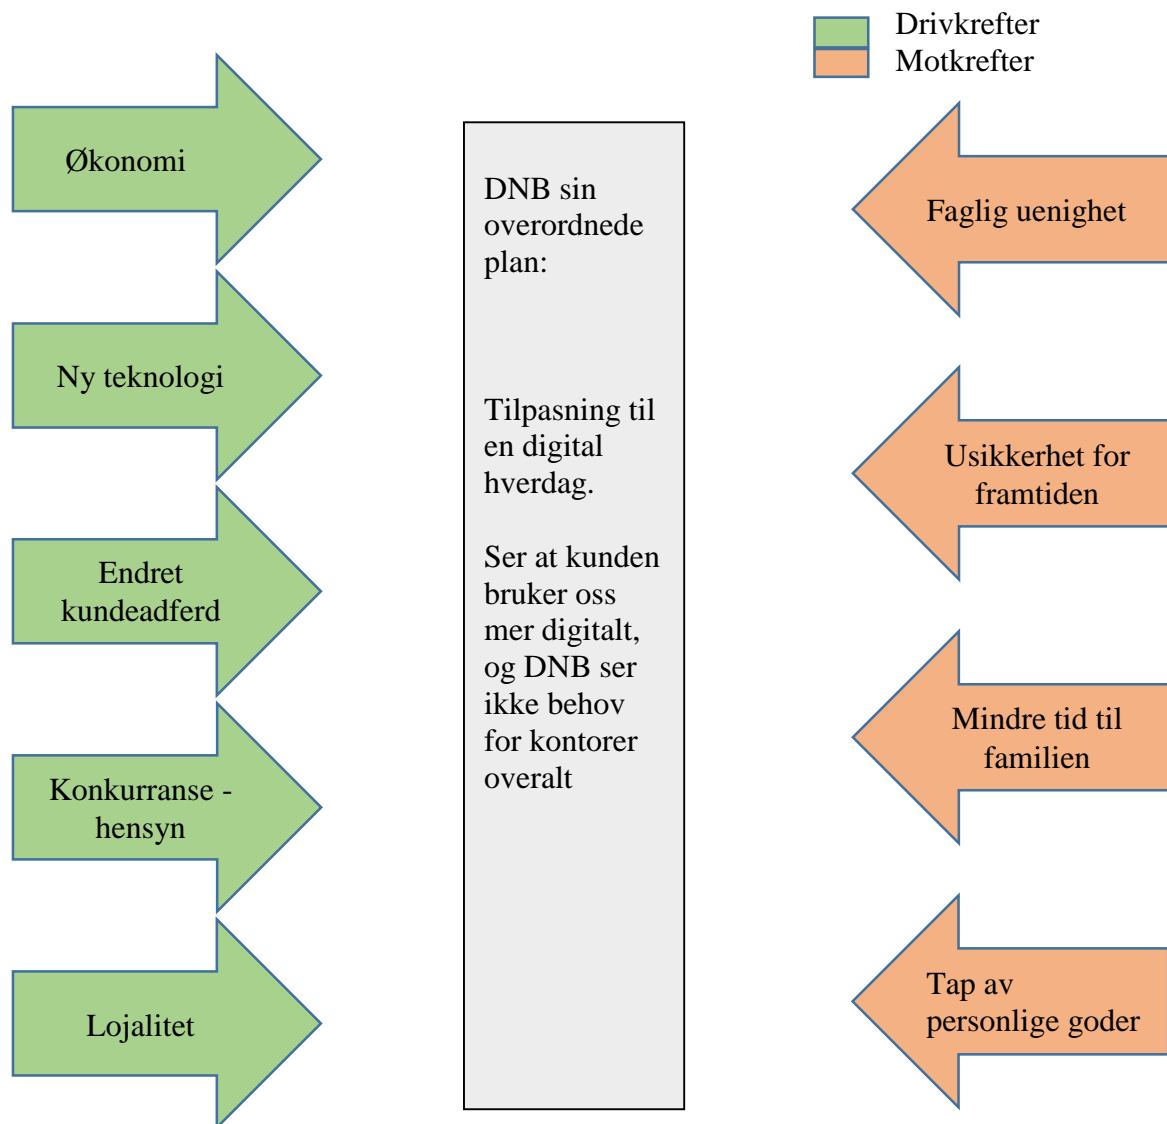 Drivkrefter
Motkrefter
Økonomi
Ny teknologi
Endret
kundeadferd
Konkurranse -
hensyn
Lojalitet
DNB sin
overordnede
plan:
Tilpasning til
en digital
hverdag.
Ser at kunden
bruker oss
mer digitalt,
og DNB ser
ikke behov
for kontorer
overalt
Faglig uenighet
Usikkerhet for
framtiden
Mindre tid til
familien
Tap av
personlige goder